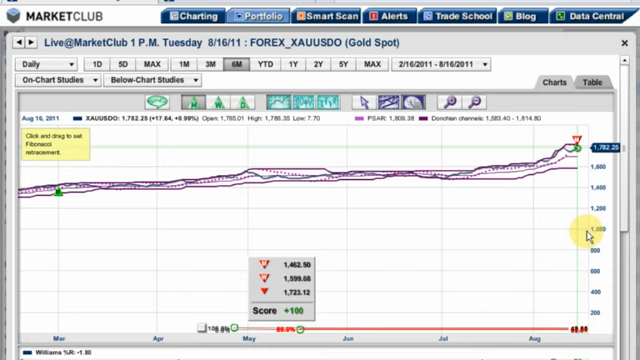 MARKETCLUB Charting Portfolio Smart Scan Alerts Trade School Blog Data Central
Live@MarketClub 1 P.M. Tuesday 8/16/11 : FOREX_XAUUSDO (Gold Spot)
Daily 1D 5D MAX 1M 3M 6M YTD 1Y 2Y 5Y MAX 2/16/2011 - 8/16/2011
On-Chart Studies Below-Chart Studies
Charts Table
M W D
Aug 16, 2011 XAUUSDO: 1,782.25 (+17.64, +0.99%) Open: 1,765.01 High: 1,786.35 Low: 7.70 PSAR: 1,809.38 Donchian channels: 1,583.40 - 1,814.80
Click and drag to set
Fibonacci
retracement.
1,782.25
1,600
1,400
1,200
1,000
800
600
400
200
1,462.50
1,599.68
1,723.12
Score +100
Mar Apr May Jun Jul Aug
Williams %R: -1.80